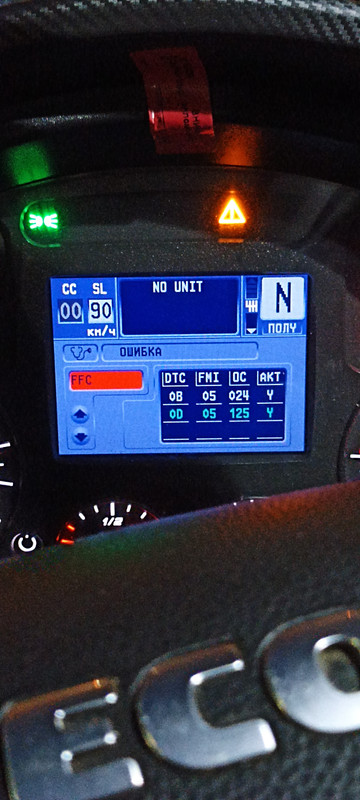 CC SL
00 90
КМ/Ч
NO UNIT
N
ПОЛУ
ОШИБКА
FFC
DTC FMI OC АКТ
0B 05 024 Y
0D 05 125 Y
1/2
ECO